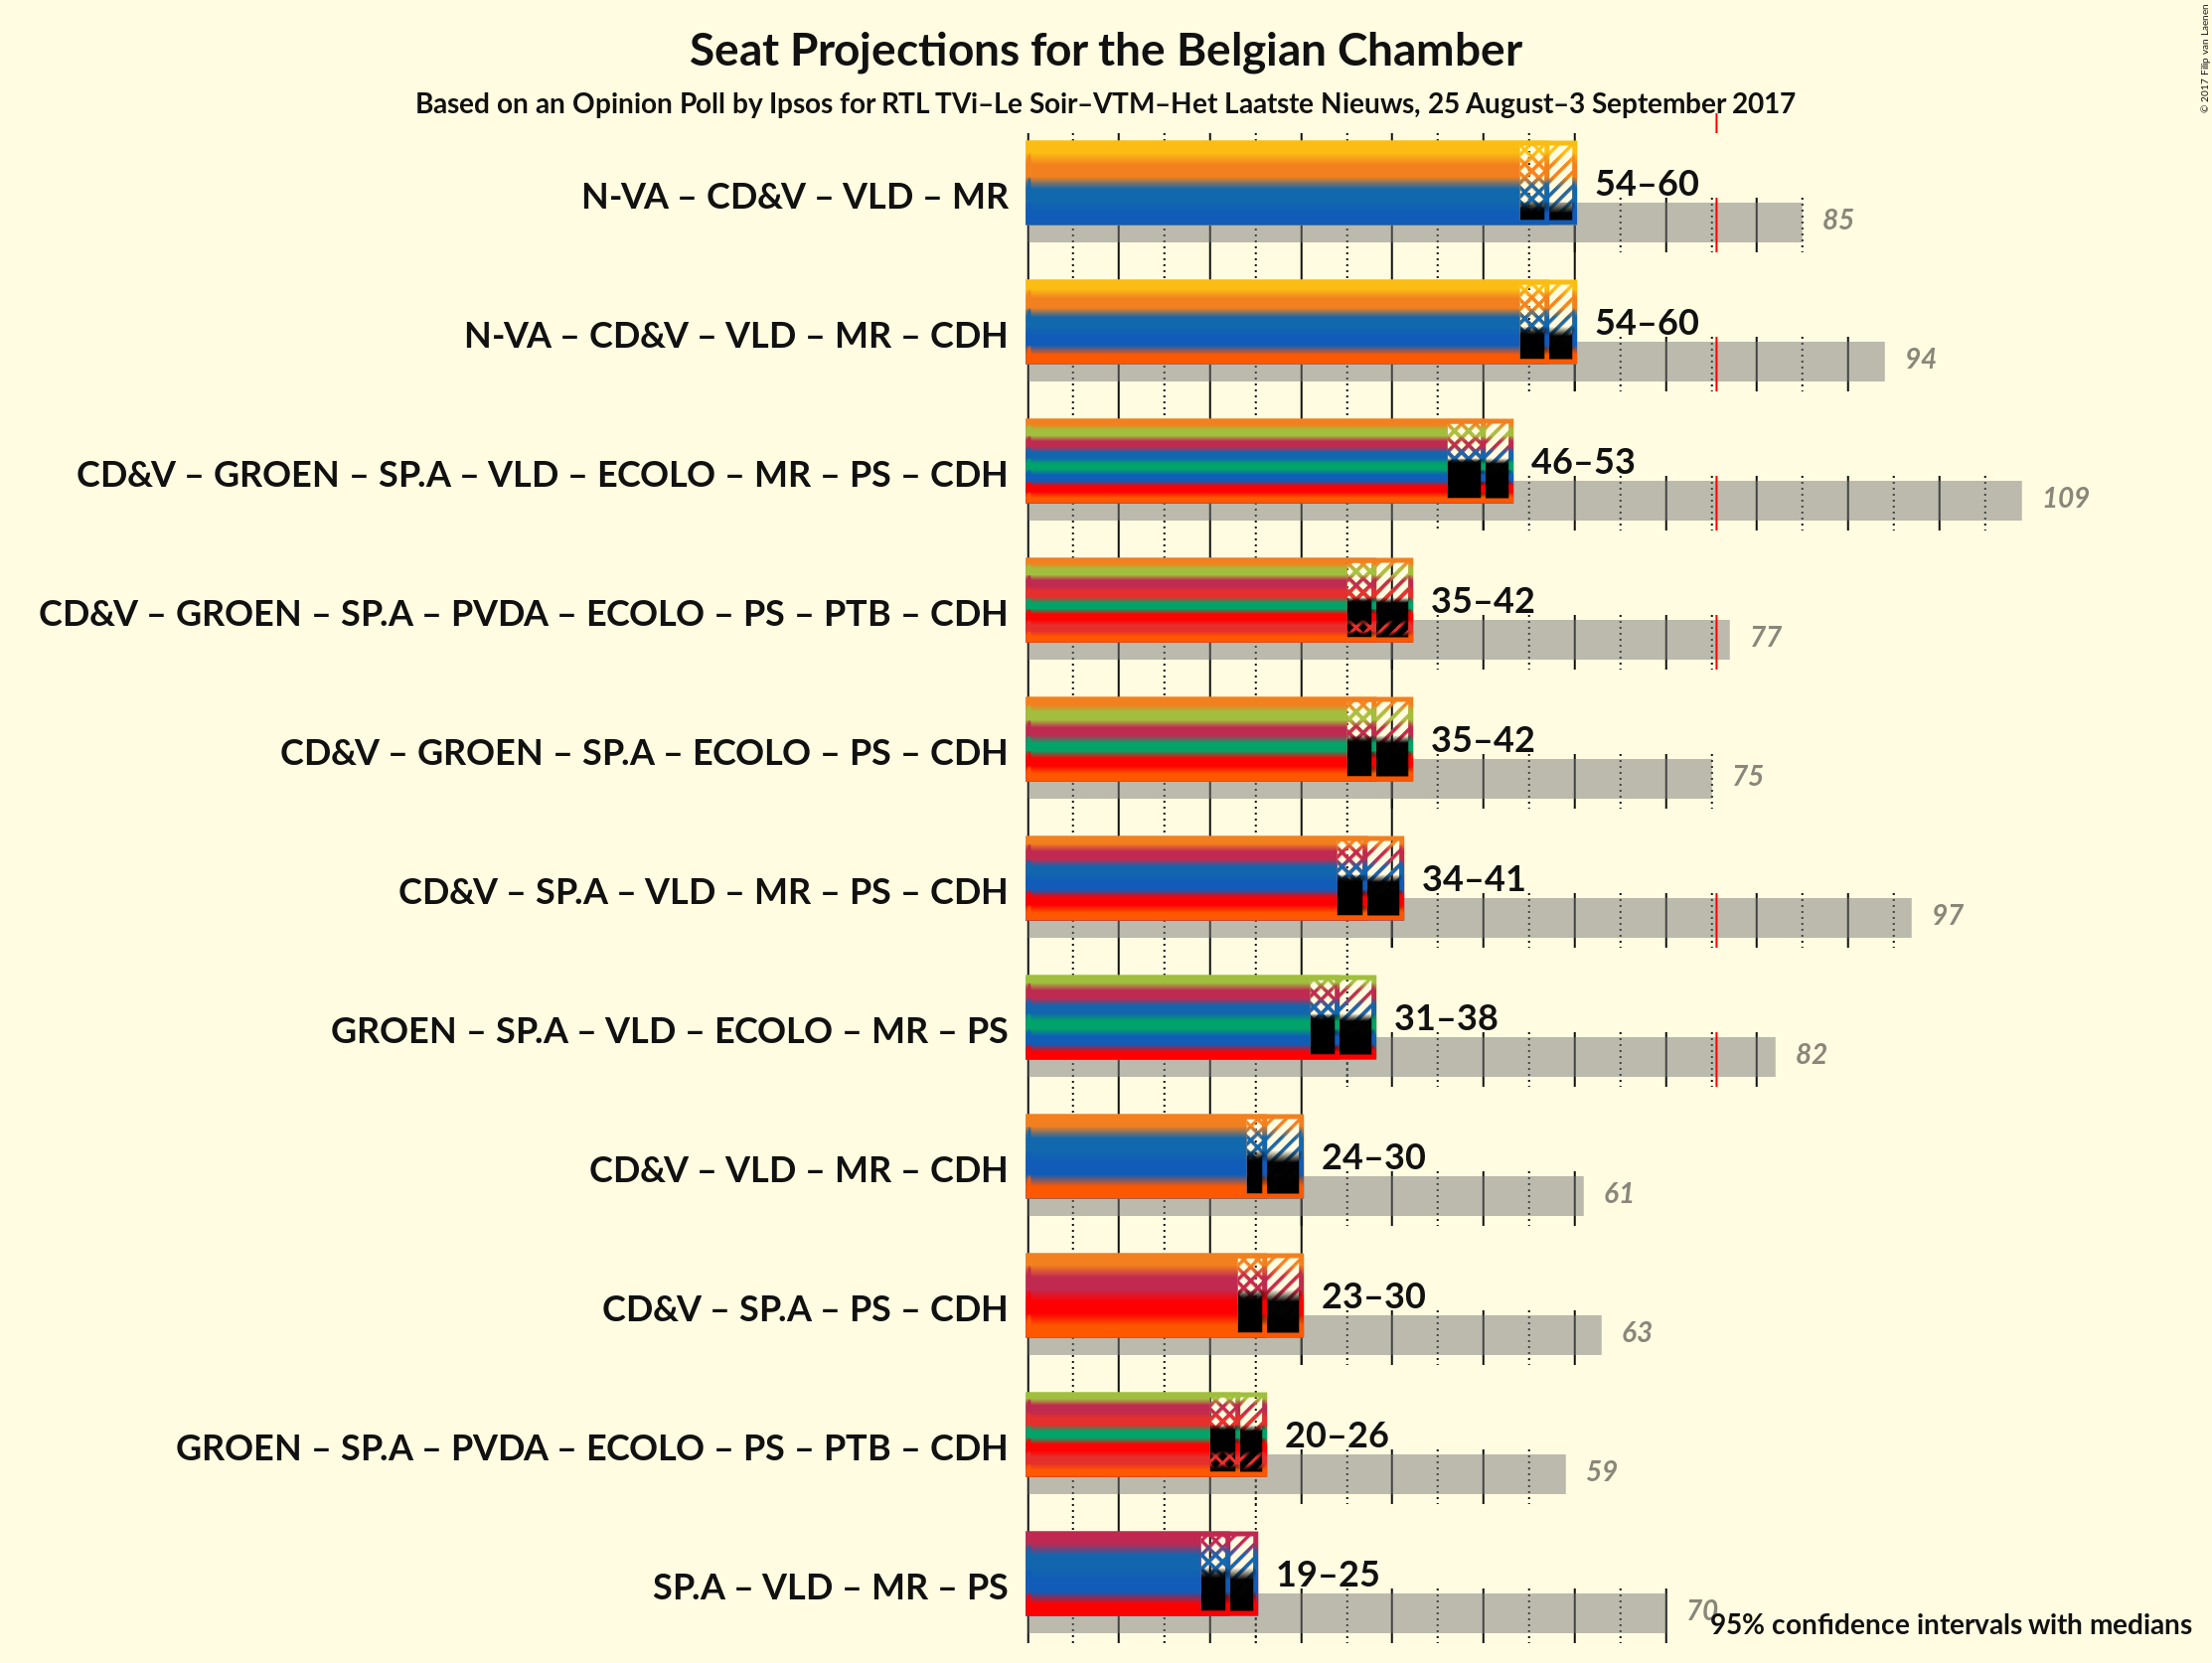 Seat Projections for the Belgian Chamber
Based on an Opinion Poll by Ipsos for RTL TVi–Le Soir–VTM–Het Laatste Nieuws, 25 August–3 September 2017
© 2017 Filip van Laenen
N-VA – CD&V – VLD – MR
54–60
85
N-VA – CD&V – VLD – MR – CDH
54–60
94
CD&V – GROEN – SP.A – VLD – ECOLO – MR – PS – CDH
46–53
109
CD&V – GROEN – SP.A – PVDA – ECOLO – PS – PTB – CDH
35–42
77
CD&V – GROEN – SP.A – ECOLO – PS – CDH
35–42
75
CD&V – SP.A – VLD – MR – PS – CDH
34–41
97
GROEN – SP.A – VLD – ECOLO – MR – PS
31–38
82
CD&V – VLD – MR – CDH
24–30
61
CD&V – SP.A – PS – CDH
23–30
63
GROEN – SP.A – PVDA – ECOLO – PS – PTB – CDH
20–26
59
SP.A – VLD – MR – PS
19–25
70
95% confidence intervals with medians